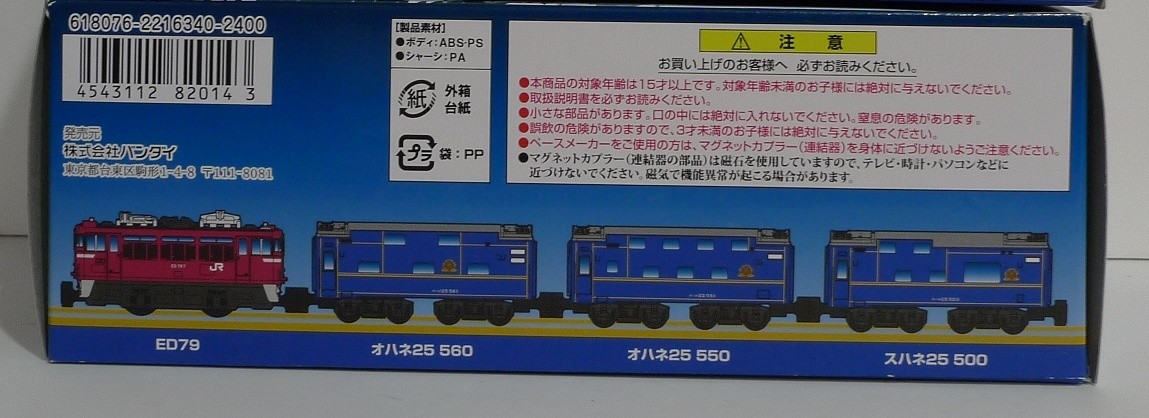 618076-2216340-2400
4543112 82014 3
発売元
株式会社バンダイ
東京都台東区駒形1-4-8 〒111-8081
【製品素材】
●ボディ:ABS・PS
●シャーシ:PA
紙
外箱
台紙
プラ
袋:PP
注 意
お買い上げのお客様へ 必ずお読みください。
●本商品の対象年齢は15才以上です。対象年齢未満のお子様には絶対に与えないでください。
●取扱説明書を必ずお読みください。
●小さな部品があります。口の中には絶対に入れないでください。窒息の危険があります。
●誤飲の危険がありますので、3才未満のお子様には絶対に与えないでください。
●ペースメーカーをご使用の方は、マグネットカプラー(連結器)を身体に近づけないようご注意ください。
●マグネットカプラー(連結器の部品)は磁石を使用していますので、テレビ・時計・パソコンなどに
近づけないでください。磁気で機能異常が起こる場合があります。
JR
ED79
オハネ25 560
オハネ25 550
スハネ25 500